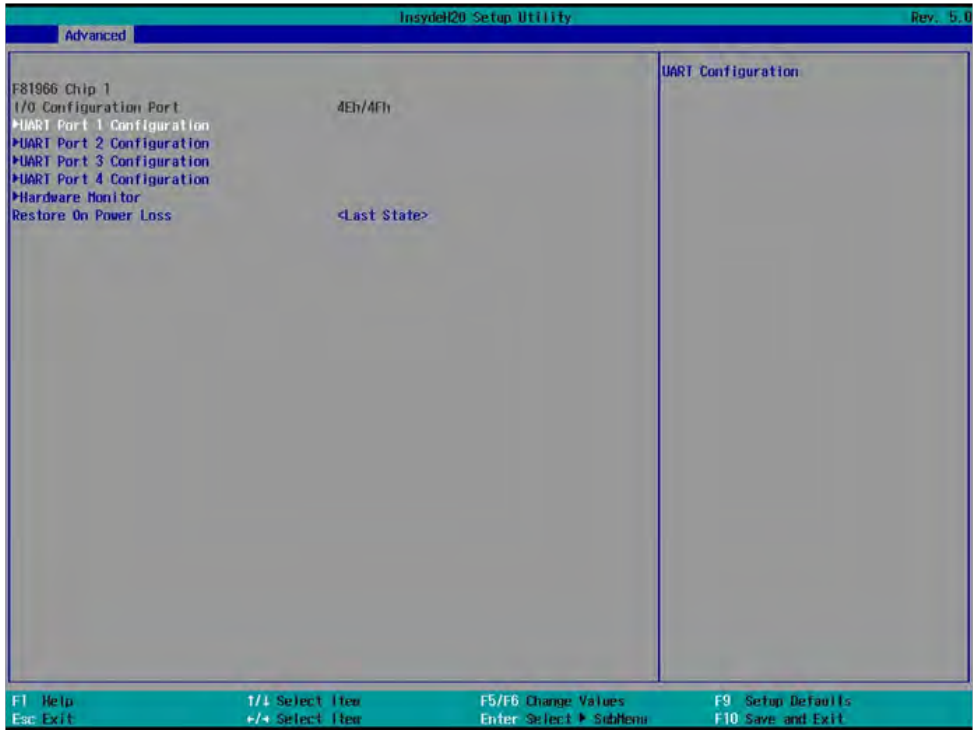 InsydeH20 Setup Utility Rev. 5.0
Advanced
UART Configuration
F81966 Chip 1
I/O Configuration Port 4Eh/4Fh
►UART Port 1 Configuration
►UART Port 2 Configuration
►UART Port 3 Configuration
►UART Port 4 Configuration
►Hardware Monitor
Restore On Power Loss <Last State>
F1 Help ↑/↓ Select Item F5/F6 Change Values F9 Setup Defaults
Esc Exit ←/→ Select Item Enter Select ► SubMenu F10 Save and Exit